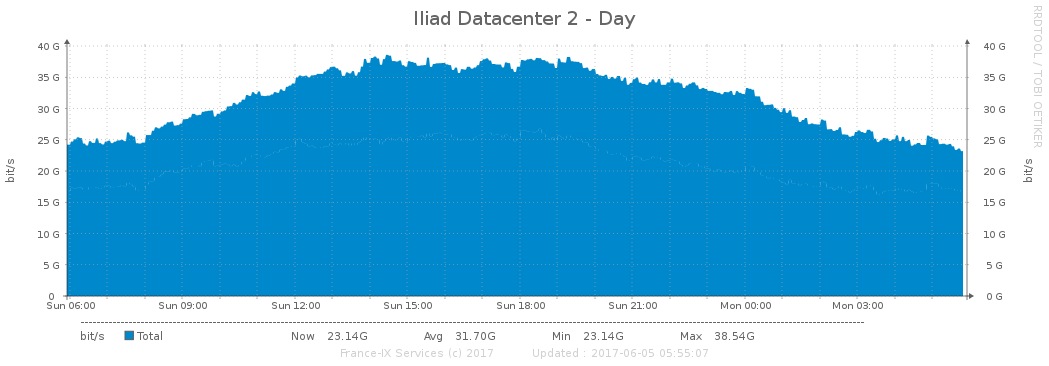 Iliad Datacenter 2 - Day
RRDTOOL / TOBI OETIKER
40 G 40 G
35 G 35 G
30 G 30 G
25 G 25 G
20 G 20 G
15 G 15 G
10 G 10 G
5 G 5 G
0 0 G
bit/s bit/s
Sun 06:00 Sun 09:00 Sun 12:00 Sun 15:00 Sun 18:00 Sun 21:00 Mon 00:00 Mon 03:00
bit/s Total Now 23.14G Avg 31.70G Min 23.14G Max 38.54G
France-IX Services (c) 2017 Updated : 2017-06-05 05:55:07